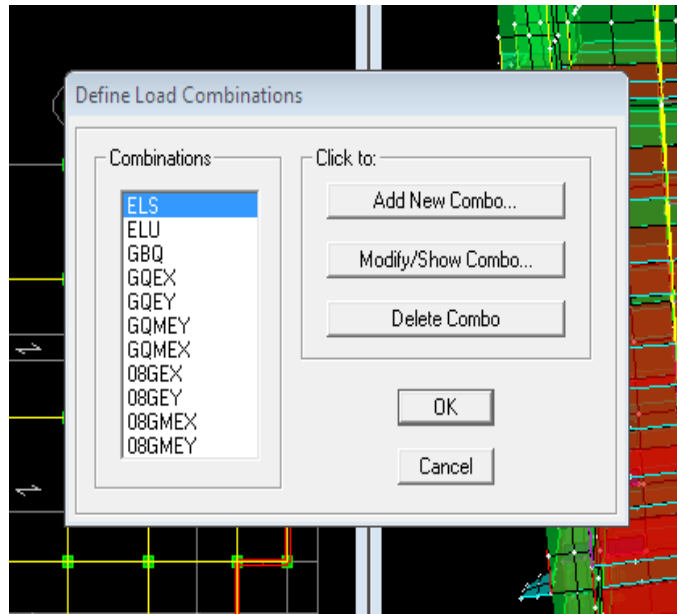 Define Load Combinations
Combinations
ELS
ELU
GBQ
GQEX
GQEY
GQMEY
GQMEX
08GEX
08GEY
08GMEX
08GMEY
Click to:
Add New Combo...
Modify/Show Combo...
Delete Combo
OK
Cancel